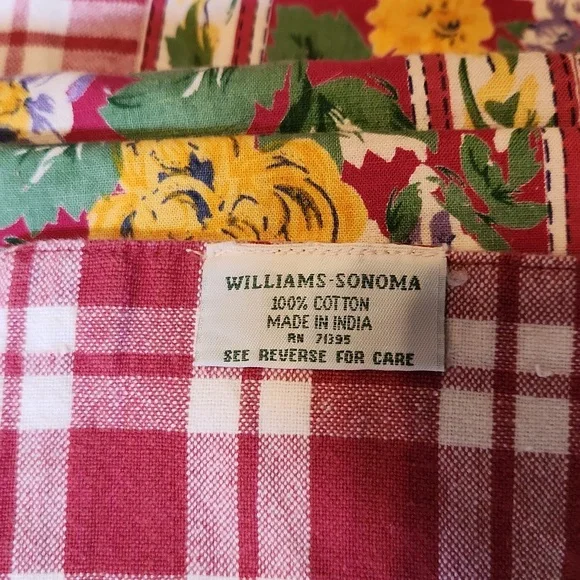 WILLIAMS-SONOMA
100% COTTON
MADE IN INDIA
RN 71395
SEE REVERSE FOR CARE